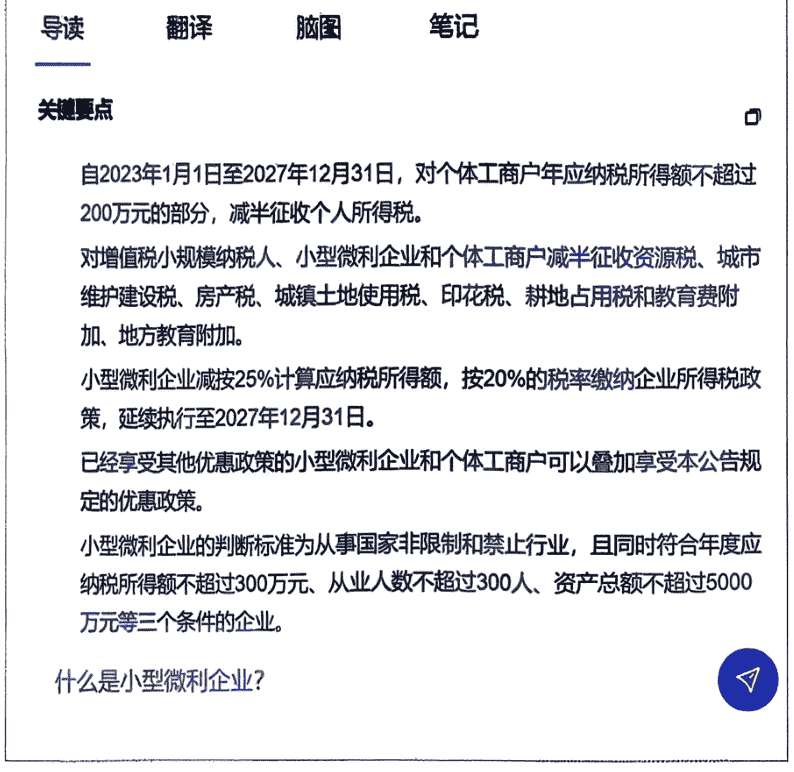 导读 翻译 脑图 笔记
关键要点
自2023年1月1日至2027年12月31日，对个体工商户年应纳税所得额不超过
200万元的部分，减半征收个人所得税。
对增值税小规模纳税人、小型微利企业和个体工商户减半征收资源税、城市
维护建设税、房产税、城镇土地使用税、印花税、耕地占用税和教育费附
加、地方教育附加。
小型微利企业减按25%计算应纳税所得额，按20%的税率缴纳企业所得税政
策，延续执行至2027年12月31日。
已经享受其他优惠政策的小型微利企业和个体工商户可以叠加享受本公告规
定的优惠政策。
小型微利企业的判断标准为从事国家非限制和禁止行业，且同时符合年度应
纳税所得额不超过300万元、从业人数不超过300人、资产总额不超过5000
万元等三个条件的企业。
什么是小型微利企业？